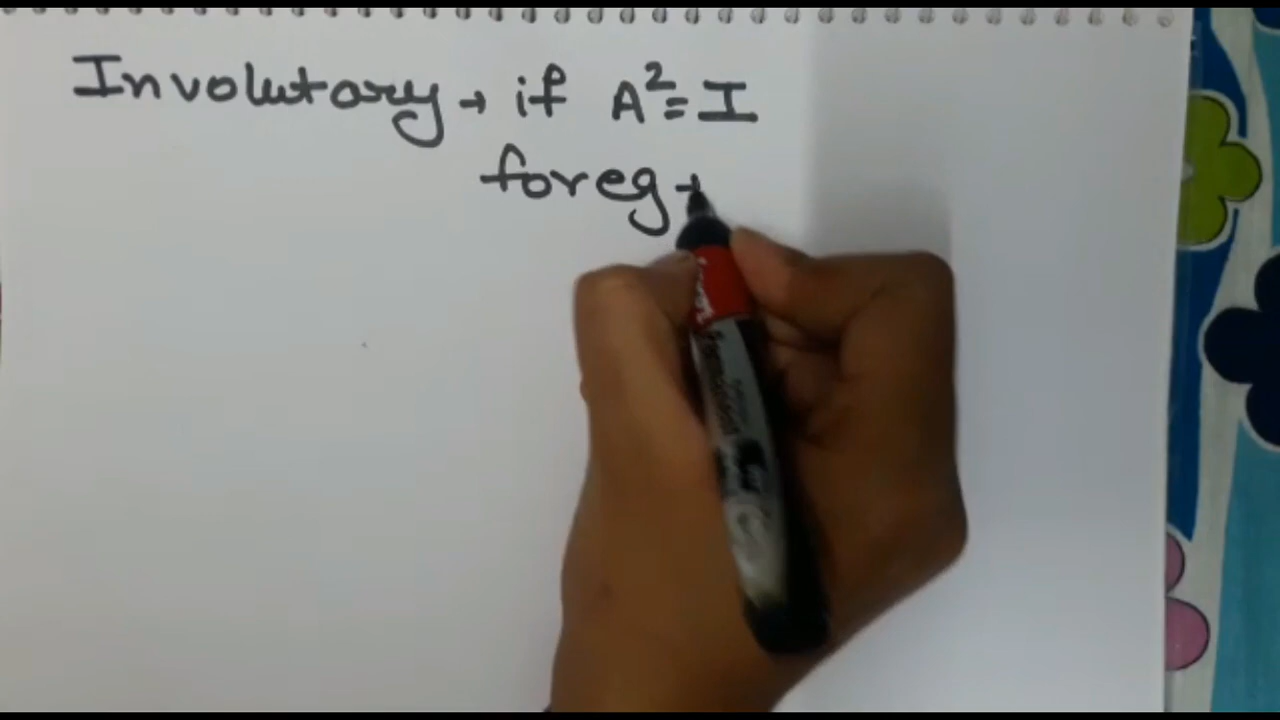 Involutory → if A²=I
for eg →